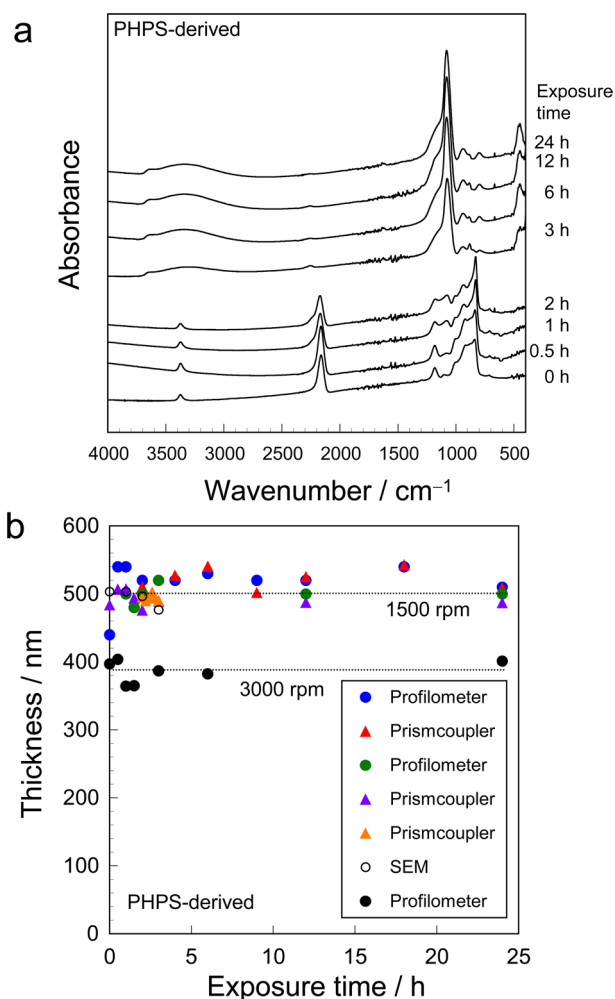 a
PHPS-derived
Exposure
time
24 h
12 h
6 h
3 h
2 h
1 h
0.5 h
0 h
Absorbance
4000 3500 3000 2500 2000 1500 1000 500
Wavenumber / cm⁻¹
b
600
500
400
300
200
100
0
Thickness / nm
1500 rpm
3000 rpm
Profilometer
Prismcoupler
Profilometer
Prismcoupler
Prismcoupler
SEM
Profilometer
PHPS-derived
0 5 10 15 20 25
Exposure time / h